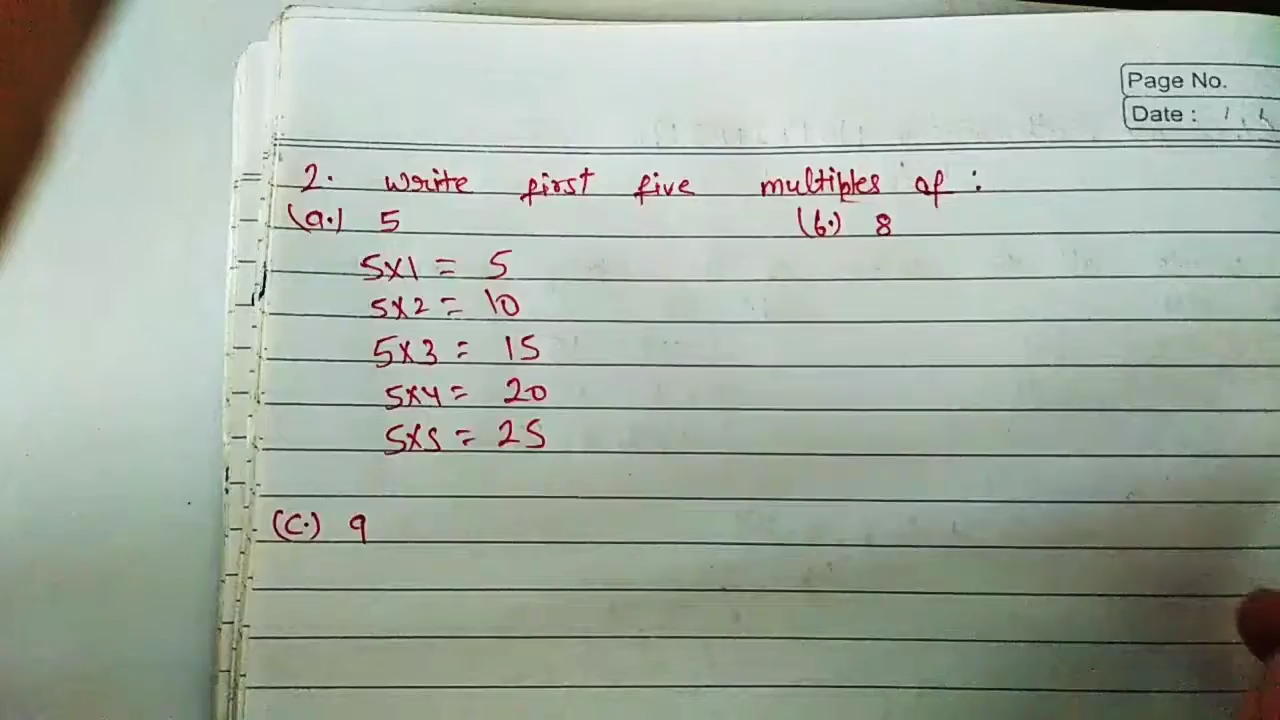 Page No.
Date :
2. Write first five multiples of :
(a.) 5 (b.) 8
5x1 = 5
5x2 = 10
5x3 = 15
5x4 = 20
5x5 = 25
(c.) 9